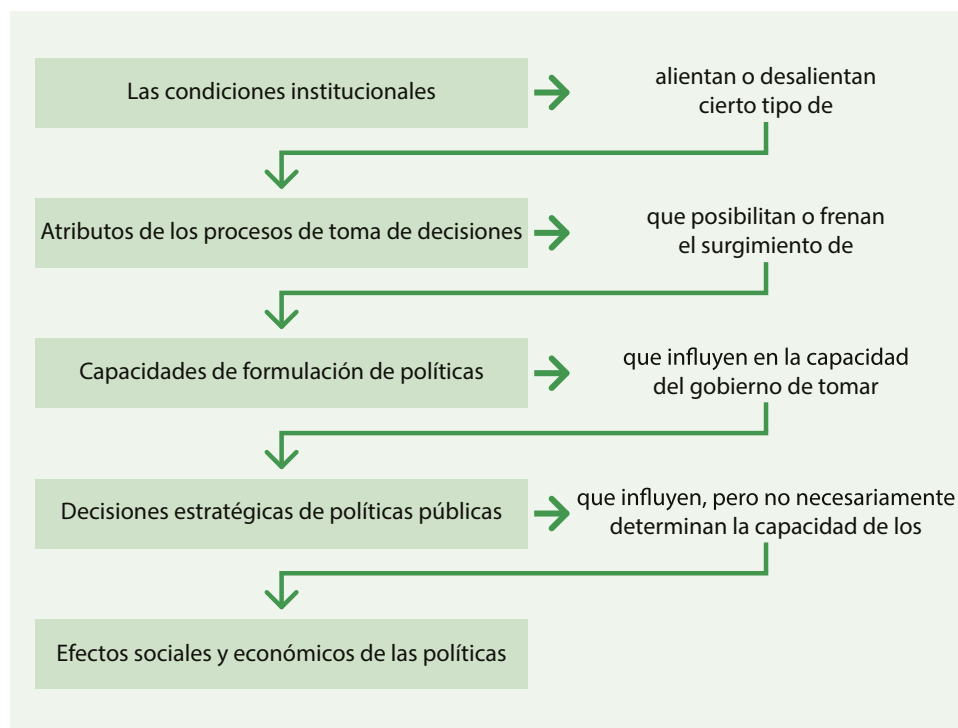 Las condiciones institucionales
alientan o desalientan
cierto tipo de
Atributos de los procesos de toma de decisiones
que posibilitan o frenan
el surgimiento de
Capacidades de formulación de políticas
que influyen en la capacidad
del gobierno de tomar
Decisiones estratégicas de políticas públicas
que influyen, pero no necesariamente
determinan la capacidad de los
Efectos sociales y económicos de las políticas